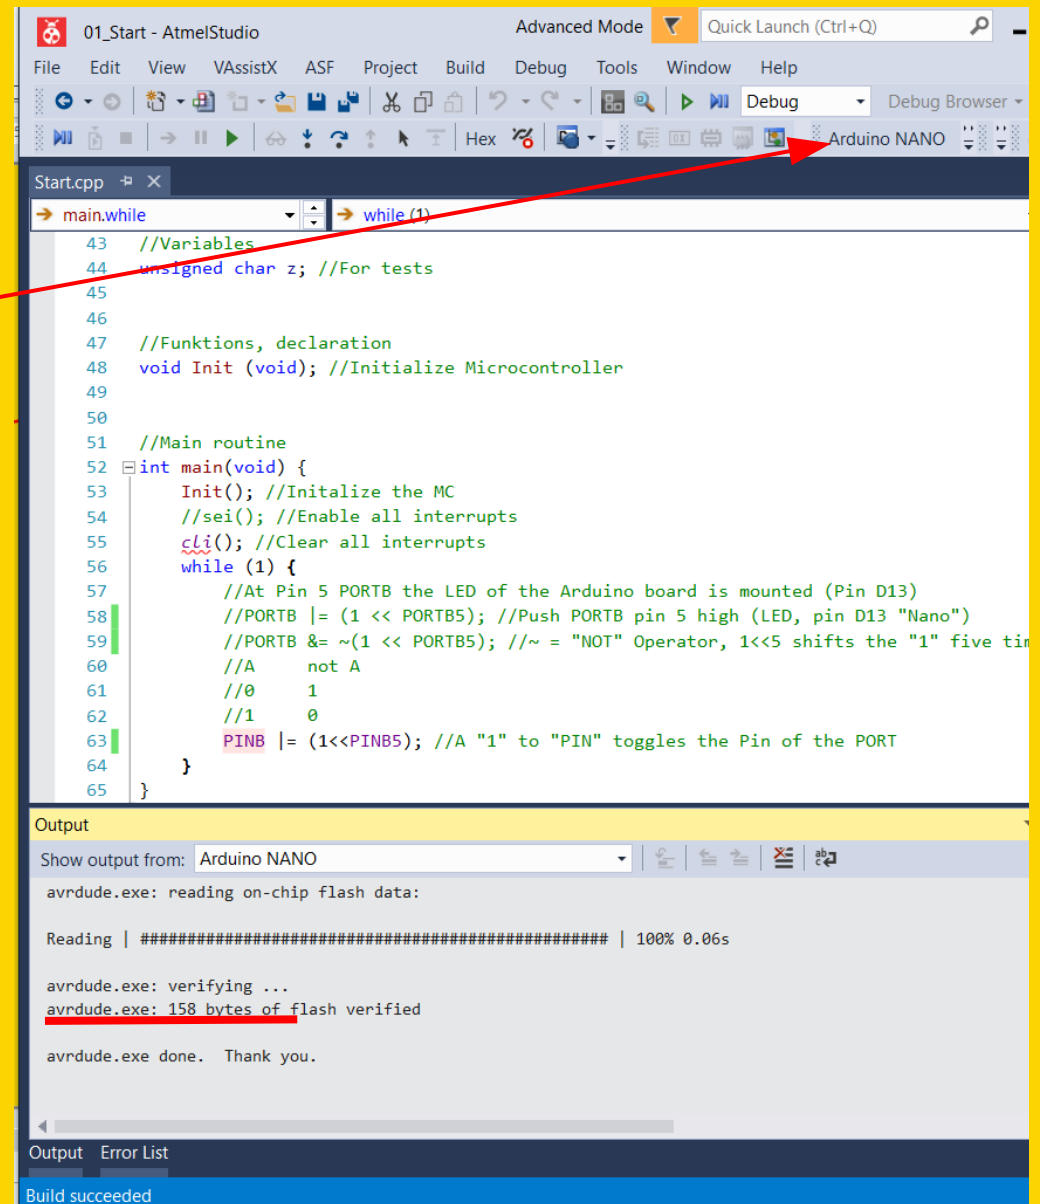 01_Start - AtmelStudio
Advanced Mode
Quick Launch (Ctrl+Q)
File Edit View VAssistX ASF Project Build Debug Tools Window Help
Debug
Debug Browser
Hex
Arduino NANO
Start.cpp
main.while
while (1)
43 //Variables
44 unsigned char z; //For tests
45
46
47 //Funktions, declaration
48 void Init (void); //Initialize Microcontroller
49
50
51 //Main routine
52 int main(void) {
53 Init(); //Initalize the MC
54 //sei(); //Enable all interrupts
55 cli(); //Clear all interrupts
56 while (1) {
57 //At Pin 5 PORTB the LED of the Arduino board is mounted (Pin D13)
58 //PORTB |= (1 << PORTB5); //Push PORTB pin 5 high (LED, pin D13 "Nano")
59 //PORTB &= ~(1 << PORTB5); //~ = "NOT" Operator, 1<<5 shifts the "1" five tim
60 //A not A
61 //0 1
62 //1 0
63 PINB |= (1<<PINB5); //A "1" to "PIN" toggles the Pin of the PORT
64 }
65 }
Output
Show output from: Arduino NANO
avrdude.exe: reading on-chip flash data:
Reading | ################################################## | 100% 0.06s
avrdude.exe: verifying ...
avrdude.exe: 158 bytes of flash verified
avrdude.exe done. Thank you.
Output Error List
Build succeeded